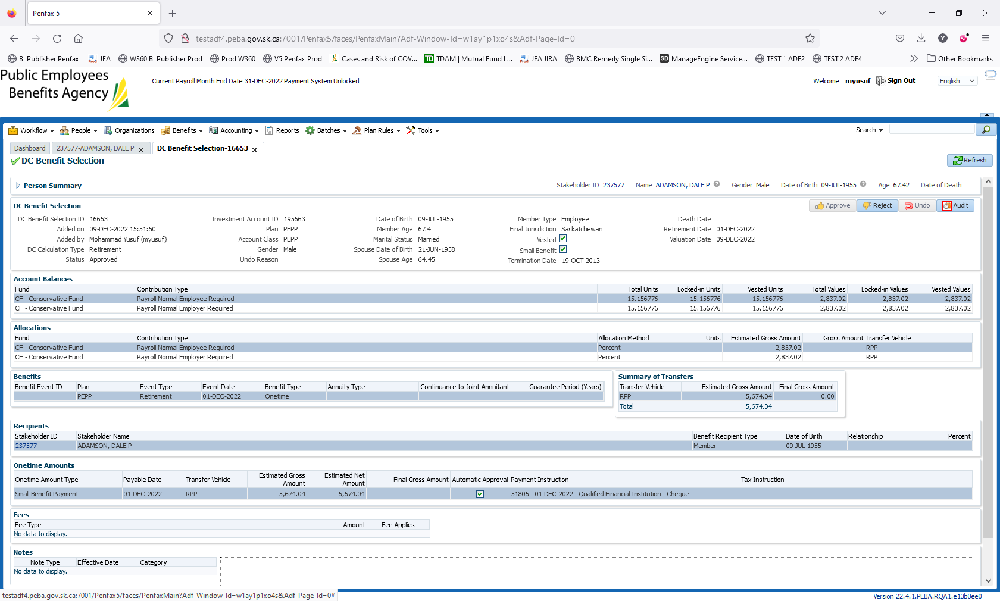 Penfax 5
testadf4.peba.gov.sk.ca:7001/Penfax5/faces/PenfaxMain?Adf-Window-Id=w1ay1p1xo4s&Adf-Page-Id=0
BI Publisher Penfax JEA W360 BI Publisher Prod Prod W360 V5 Penfax Prod Cases and Risk of COV... TDAM | Mutual Fund L... JEA JIRA BMC Remedy Single Si... ManageEngine Service... TEST 1 ADF2 TEST 2 ADF4 Other Bookmarks
Public Employees
Benefits Agency
Current Payroll Month End Date 31-DEC-2022 Payment System Unlocked
Welcome myusuf Sign Out English
Workflow People Organizations Benefits Accounting Reports Batches Plan Rules Tools Search
Dashboard 237577-ADAMSON, DALE P DC Benefit Selection-16653
DC Benefit Selection Refresh
Person Summary Stakeholder ID 237577 Name ADAMSON, DALE P Gender Male Date of Birth 09-JUL-1955 Age 67.42 Date of Death
DC Benefit Selection Approve Reject Undo Audit
DC Benefit Selection ID 16653 Investment Account ID 195663 Date of Birth 09-JUL-1955 Member Type Employee Death Date
Added on 09-DEC-2022 15:51:50 Plan PEPP Member Age 67.4 Final Jurisdiction Saskatchewan Retirement Date 01-DEC-2022
Added by Mohammad Yusuf (myusuf) Account Class PEPP Marital Status Married Vested Valuation Date 09-DEC-2022
DC Calculation Type Retirement Gender Male Spouse Date of Birth 21-JUN-1958 Small Benefit
Status Approved Undo Reason Spouse Age 64.45 Termination Date 19-OCT-2013
Account Balances
Fund Contribution Type Total Units Locked-in Units Vested Units Total Values Locked-in Values Vested Values
CF - Conservative Fund Payroll Normal Employee Required 15.156776 15.156776 15.156776 2,837.02 2,837.02 2,837.02
CF - Conservative Fund Payroll Normal Employer Required 15.156776 15.156776 15.156776 2,837.02 2,837.02 2,837.02
Allocations
Fund Contribution Type Allocation Method Units Estimated Gross Amount Gross Amount Transfer Vehicle
CF - Conservative Fund Payroll Normal Employee Required Percent 2,837.02 RPP
CF - Conservative Fund Payroll Normal Employer Required Percent 2,837.02 RPP
Benefits
Benefit Event ID Plan Event Type Event Date Benefit Type Annuity Type Continuance to Joint Annuitant Guarantee Period (Years)
PEPP Retirement 01-DEC-2022 Onetime
Summary of Transfers
Transfer Vehicle Estimated Gross Amount Final Gross Amount
RPP 5,674.04 0.00
Total 5,674.04
Recipients
Stakeholder ID Stakeholder Name Benefit Recipient Type Date of Birth Relationship Percent
237577 ADAMSON, DALE P Member 09-JUL-1955
Onetime Amounts
Onetime Amount Type Payable Date Transfer Vehicle Estimated Gross Amount Estimated Net Amount Final Gross Amount Automatic Approval Payment Instruction Tax Instruction
Small Benefit Payment 01-DEC-2022 RPP 5,674.04 5,674.04 51805 - 01-DEC-2022 - Qualified Financial Institution - Cheque
Fees
Fee Type Amount Fee Applies
No data to display.
Notes
Note Type Effective Date Category
No data to display.
testadf4.peba.gov.sk.ca:7001/Penfax5/faces/PenfaxMain?Adf-Window-Id=w1ay1p1xo4s&Adf-Page-Id=0#
Version 22.4.1.PEBA.RQA1.e13b0ee0